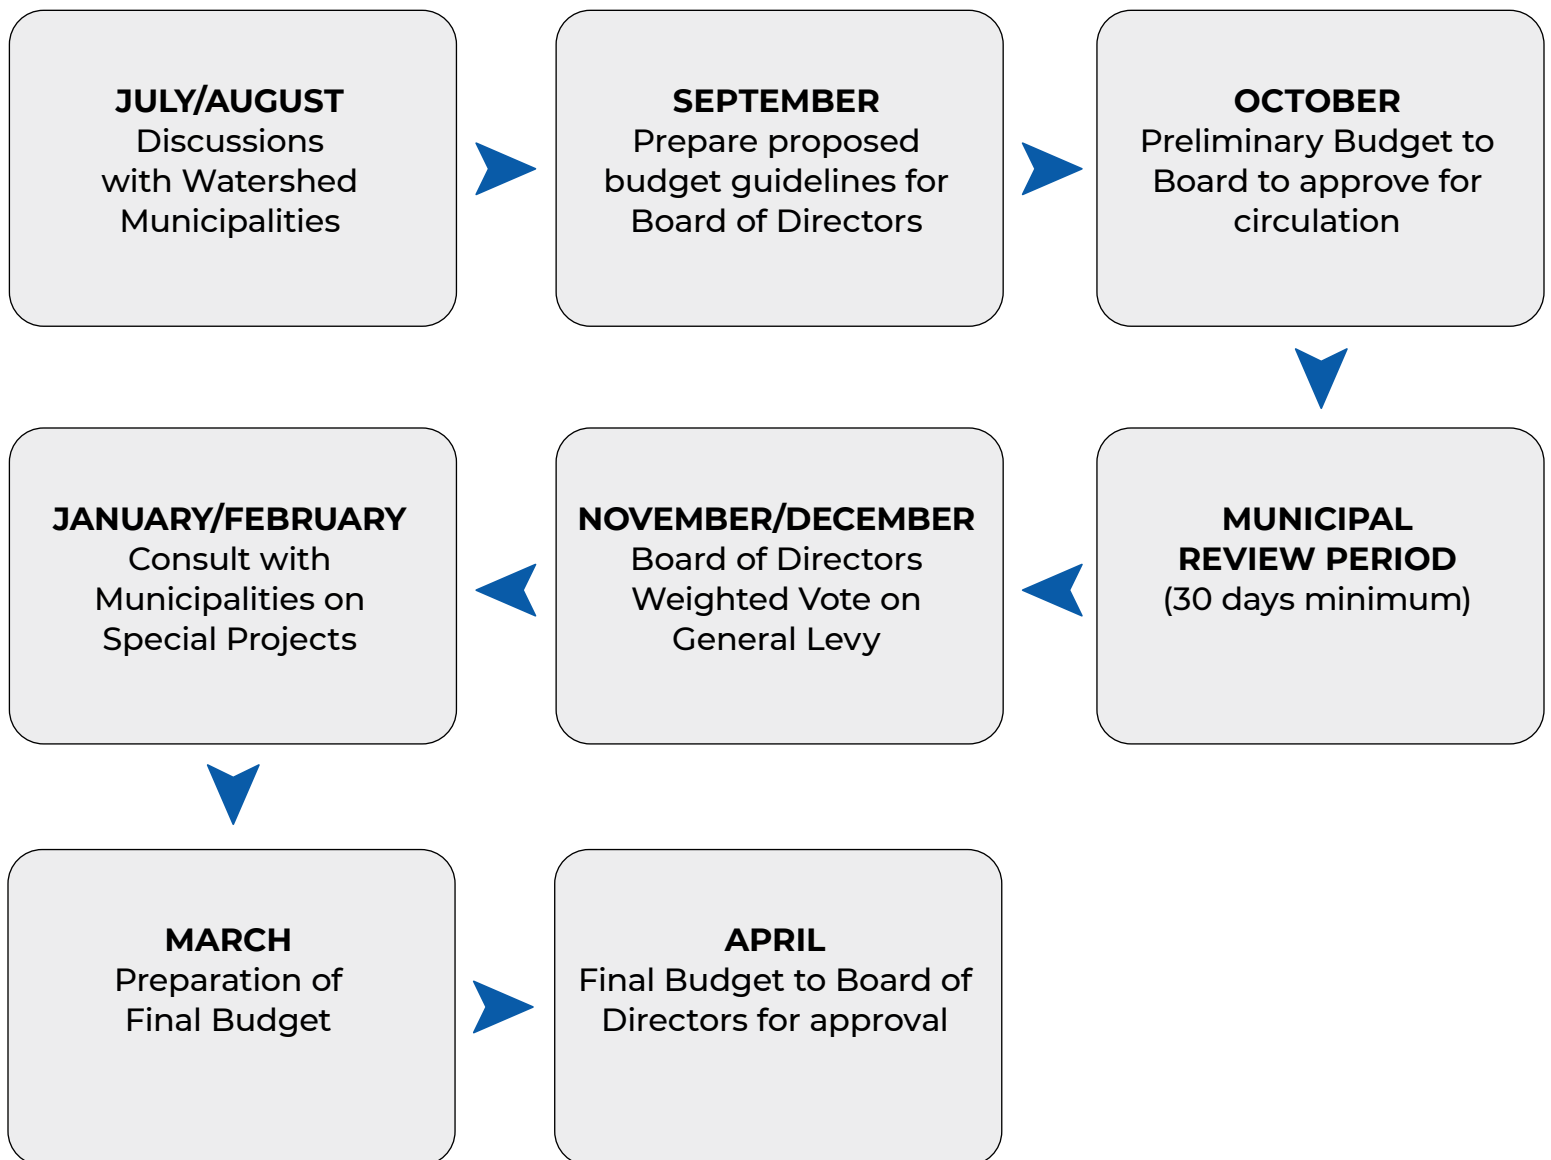 JULY/AUGUST
Discussions
with Watershed
Municipalities
SEPTEMBER
Prepare proposed
budget guidelines for
Board of Directors
OCTOBER
Preliminary Budget to
Board to approve for
circulation
MUNICIPAL
REVIEW PERIOD
(30 days minimum)
NOVEMBER/DECEMBER
Board of Directors
Weighted Vote on
General Levy
JANUARY/FEBRUARY
Consult with
Municipalities on
Special Projects
MARCH
Preparation of
Final Budget
APRIL
Final Budget to Board of
Directors for approval